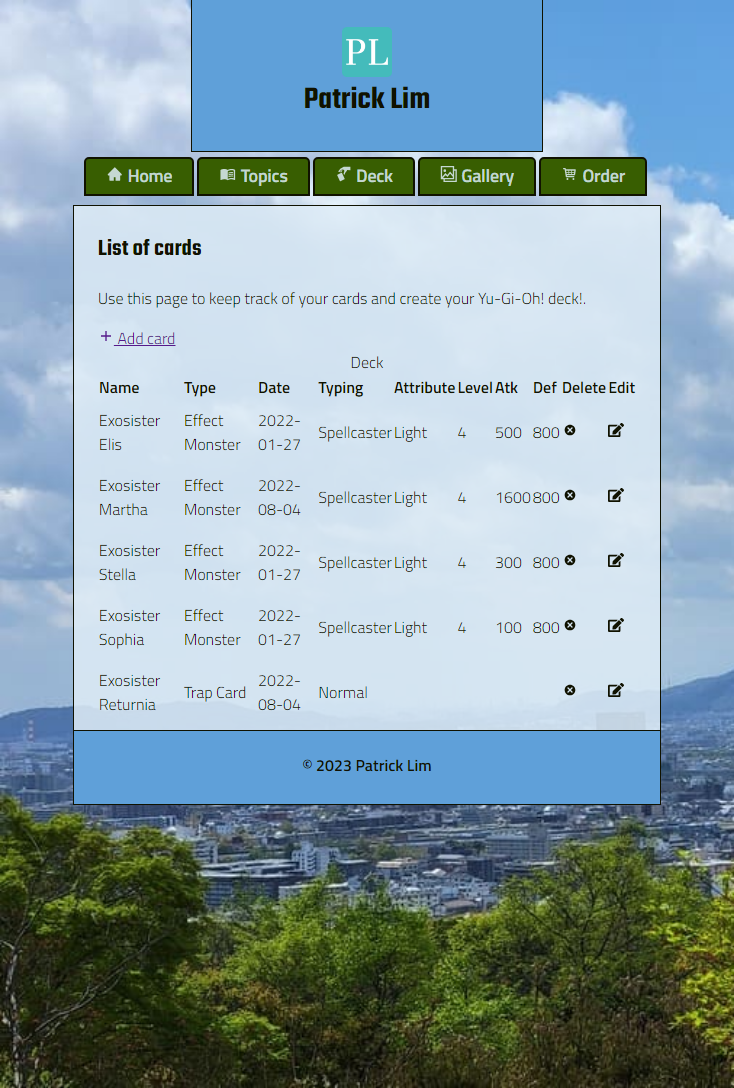 PL
Patrick Lim
Home Topics Deck Gallery Order
List of cards
Use this page to keep track of your cards and create your Yu-Gi-Oh! deck!.
+ Add card
Deck
Name Type Date Typing Attribute Level Atk Def Delete Edit
Exosister Effect 2022-
Elis Monster 01-27 Spellcaster Light 4 500 800
Exosister Effect 2022-
Martha Monster 08-04 Spellcaster Light 4 1600 800
Exosister Effect 2022-
Stella Monster 01-27 Spellcaster Light 4 300 800
Exosister Effect 2022-
Sophia Monster 01-27 Spellcaster Light 4 100 800
Exosister 2022-
Returnia Trap Card 08-04 Normal
© 2023 Patrick Lim